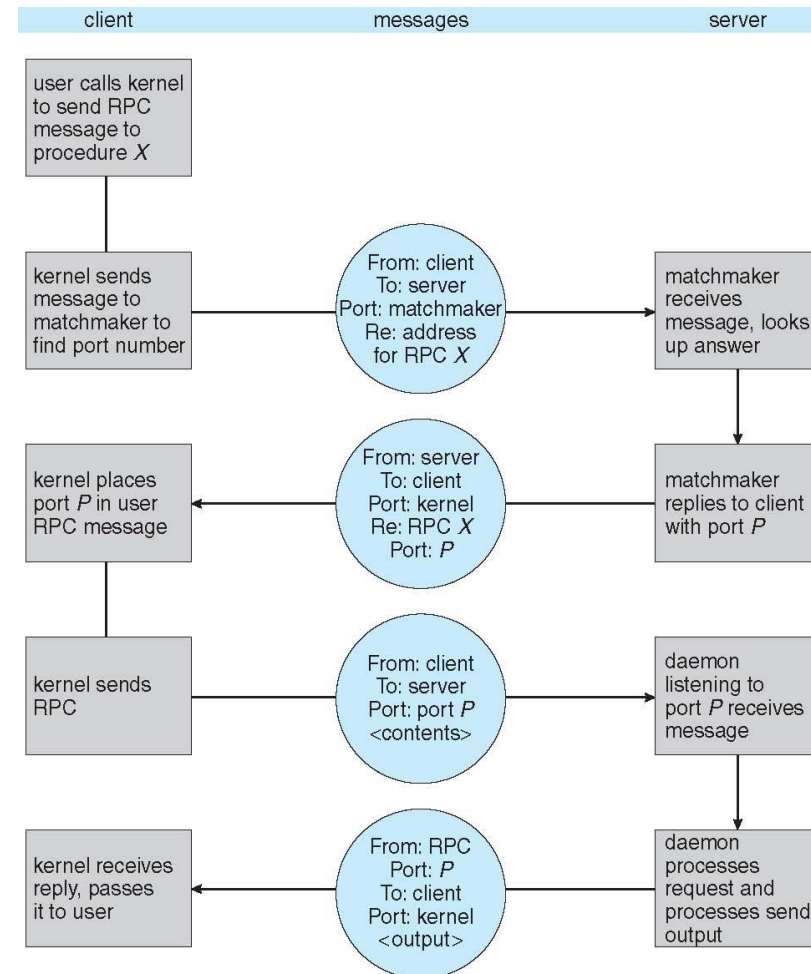 client
messages
server
user calls kernel
to send RPC
message to
procedure X
kernel sends
message to
matchmaker to
find port number
From: client
To: server
Port: matchmaker
Re: address
for RPC X
matchmaker
receives
message, looks
up answer
kernel places
port P in user
RPC message
From: server
To: client
Port: kernel
Re: RPC X
Port: P
matchmaker
replies to client
with port P
kernel sends
RPC
From: client
To: server
Port: port P
<contents>
daemon
listening to
port P receives
message
kernel receives
reply, passes
it to user
From: RPC
Port: P
To: client
Port: kernel
<output>
daemon
processes
request and
processes send
output